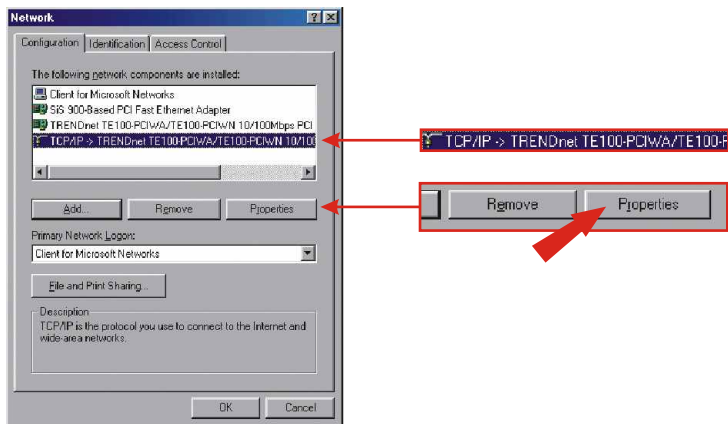 Network
Configuration Identification Access Control
The following network components are installed:
Client for Microsoft Networks
SiS 900-Based PCI Fast Ethernet Adapter
TRENDnet TE100-PCIWA/TE100-PCIWN 10/100Mbps PCI
TCP/IP -> TRENDnet TE100-PCIWA/TE100-PCIWN 10/100
TCP/IP -> TRENDnet TE100-PCIWA/TE100-P
Add... Remove Properties
Remove Properties
Primary Network Logon:
Client for Microsoft Networks
File and Print Sharing...
Description
TCP/IP is the protocol you use to connect to the Internet and
wide-area networks.
OK Cancel